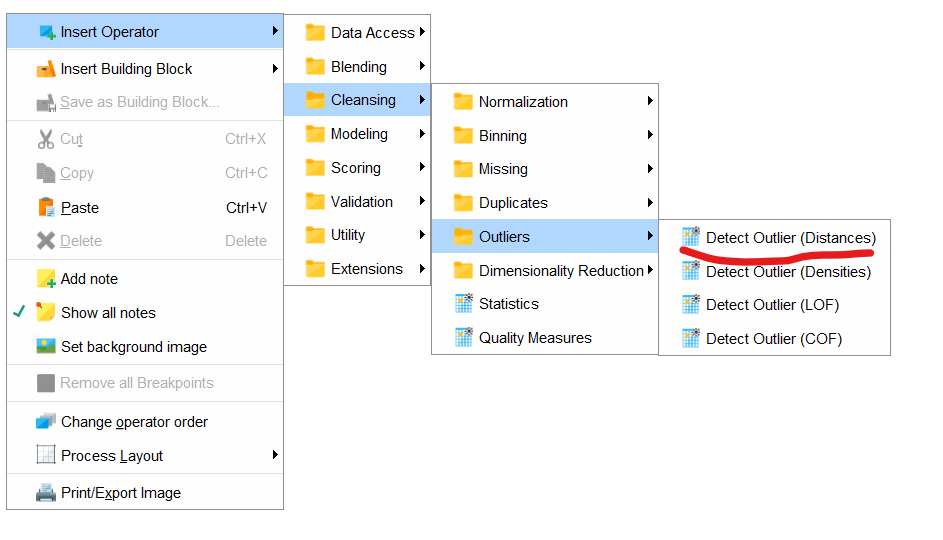 Insert Operator
Insert Building Block
Save as Building Block...
Cut Ctrl+X
Copy Ctrl+C
Paste Ctrl+V
Delete Delete
Add note
Show all notes
Set background image
Remove all Breakpoints
Change operator order
Process Layout
Print/Export Image
Data Access
Blending
Cleansing
Modeling
Scoring
Validation
Utility
Extensions
Normalization
Binning
Missing
Duplicates
Outliers
Dimensionality Reduction
Statistics
Quality Measures
Detect Outlier (Distances)
Detect Outlier (Densities)
Detect Outlier (LOF)
Detect Outlier (COF)